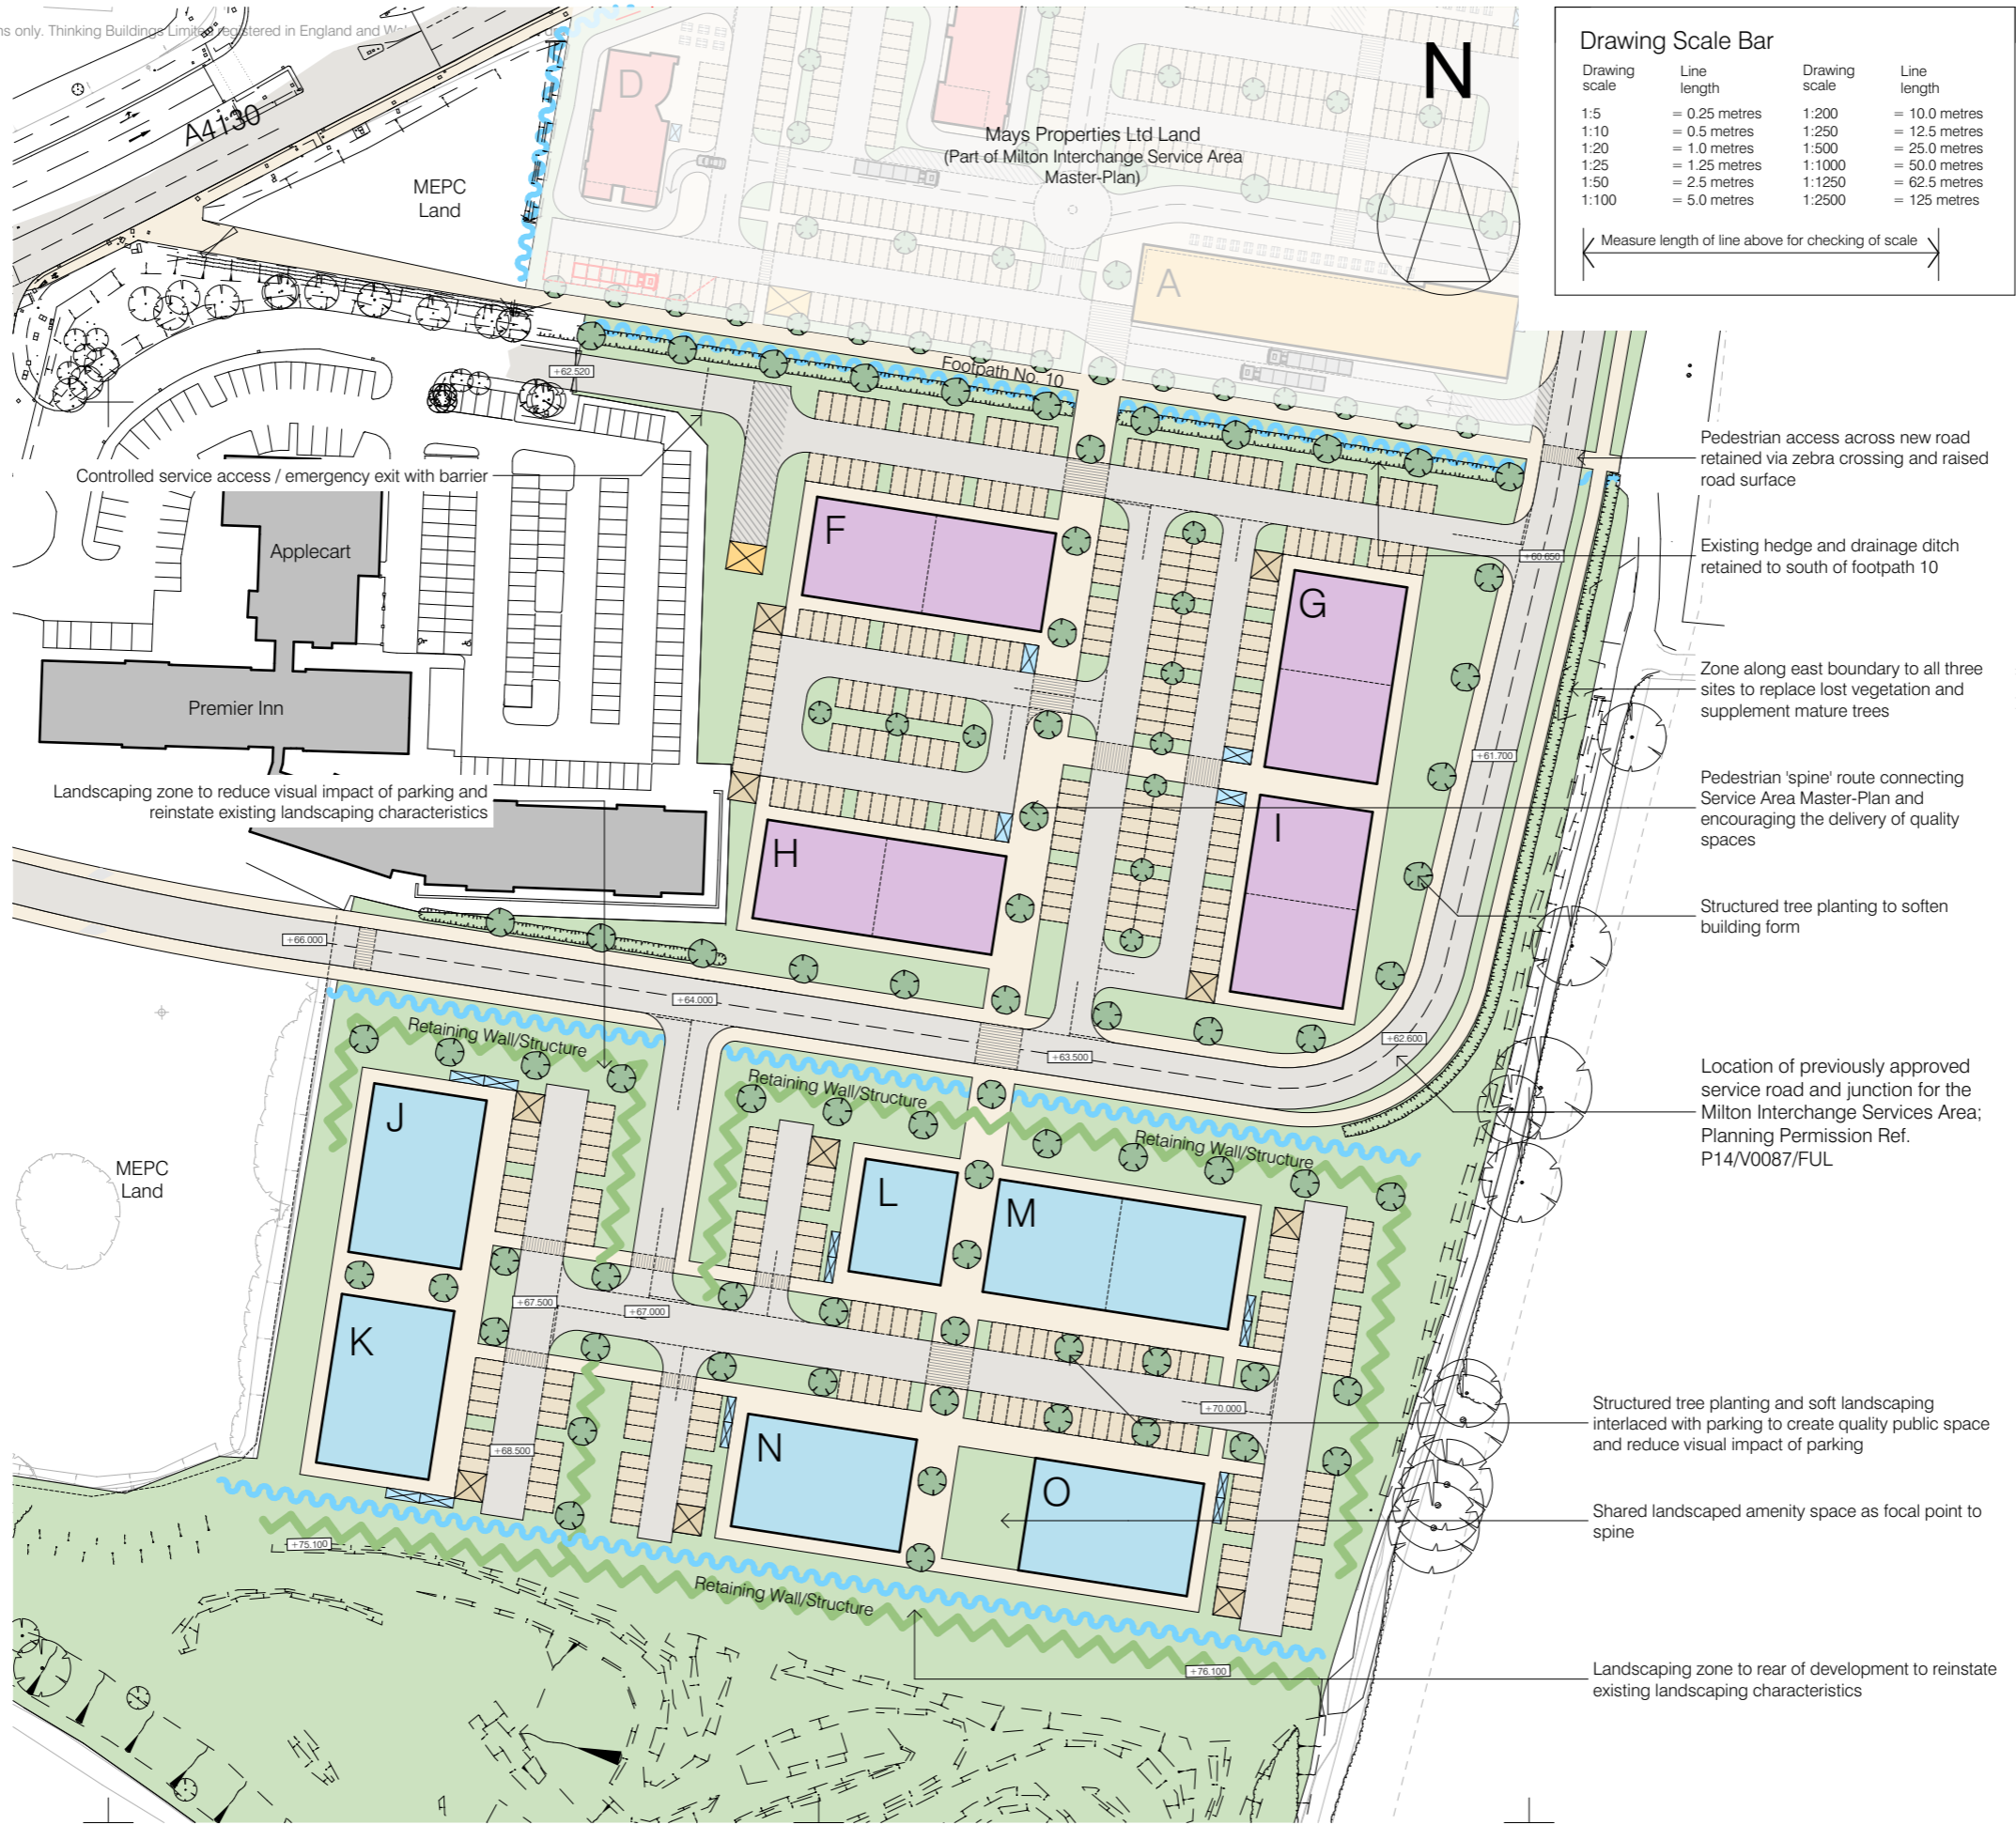 ns only. Thinking Buildings Limited registered in England and
A4130
MEPC
Land
D
Mays Properties Ltd Land
(Part of Milton Interchange Service Area
Master-Plan)
N
A
Drawing Scale Bar
Drawing scale Line length Drawing scale Line length
1:5 = 0.25 metres 1:200 = 10.0 metres
1:10 = 0.5 metres 1:250 = 12.5 metres
1:20 = 1.0 metres 1:500 = 25.0 metres
1:25 = 1.25 metres 1:1000 = 50.0 metres
1:50 = 2.5 metres 1:1250 = 62.5 metres
1:100 = 5.0 metres 1:2500 = 125 metres
Measure length of line above for checking of scale
Footpath No. 10
+62.520
Controlled service access / emergency exit with barrier
Applecart
Premier Inn
Landscaping zone to reduce visual impact of parking and
reinstate existing landscaping characteristics
F
G
H
I
+60.650
+61.700
+62.600
+63.500
+64.000
+66.000
Pedestrian access across new road
retained via zebra crossing and raised
road surface
Existing hedge and drainage ditch
retained to south of footpath 10
Zone along east boundary to all three
sites to replace lost vegetation and
supplement mature trees
Pedestrian 'spine' route connecting
Service Area Master-Plan and
encouraging the delivery of quality
spaces
Structured tree planting to soften
building form
Location of previously approved
service road and junction for the
Milton Interchange Services Area;
Planning Permission Ref.
P14/V0087/FUL
Retaining Wall/Structure
Retaining Wall/Structure
Retaining Wall/Structure
MEPC
Land
J
K
L
M
N
O
+67.500
+67.000
+68.500
+70.000
Structured tree planting and soft landscaping
interlaced with parking to create quality public space
and reduce visual impact of parking
Shared landscaped amenity space as focal point to
spine
+75.100
Retaining Wall/Structure
+76.100
Landscaping zone to rear of development to reinstate
existing landscaping characteristics